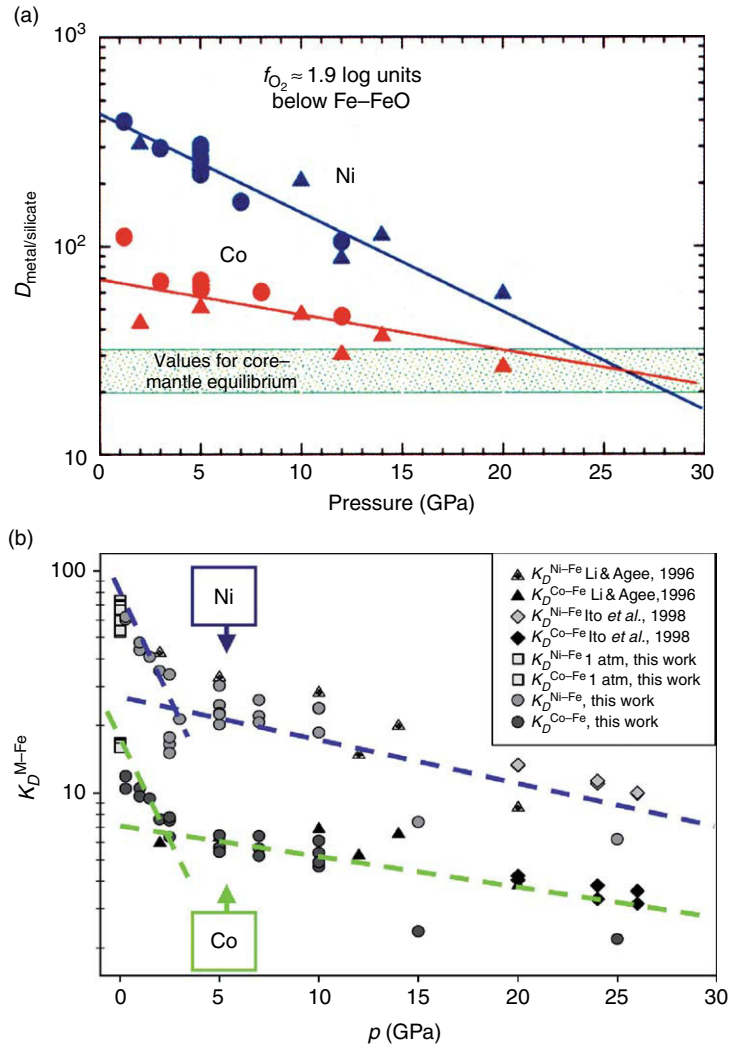 (a)
10³
10²
10
D metal/silicate
f O₂ ≈ 1.9 log units
below Fe–FeO
Ni
Co
Values for core–
mantle equilibrium
0 5 10 15 20 25 30
Pressure (GPa)
(b)
100
10
K_D^M–Fe
Ni
Co
K_D^Ni–Fe Li & Agee, 1996
K_D^Co–Fe Li & Agee,1996
K_D^Ni–Fe Ito et al., 1998
K_D^Co–Fe Ito et al., 1998
K_D^Ni–Fe 1 atm, this work
K_D^Co–Fe 1 atm, this work
K_D^Ni–Fe, this work
K_D^Co–Fe, this work
0 5 10 15 20 25 30
p (GPa)